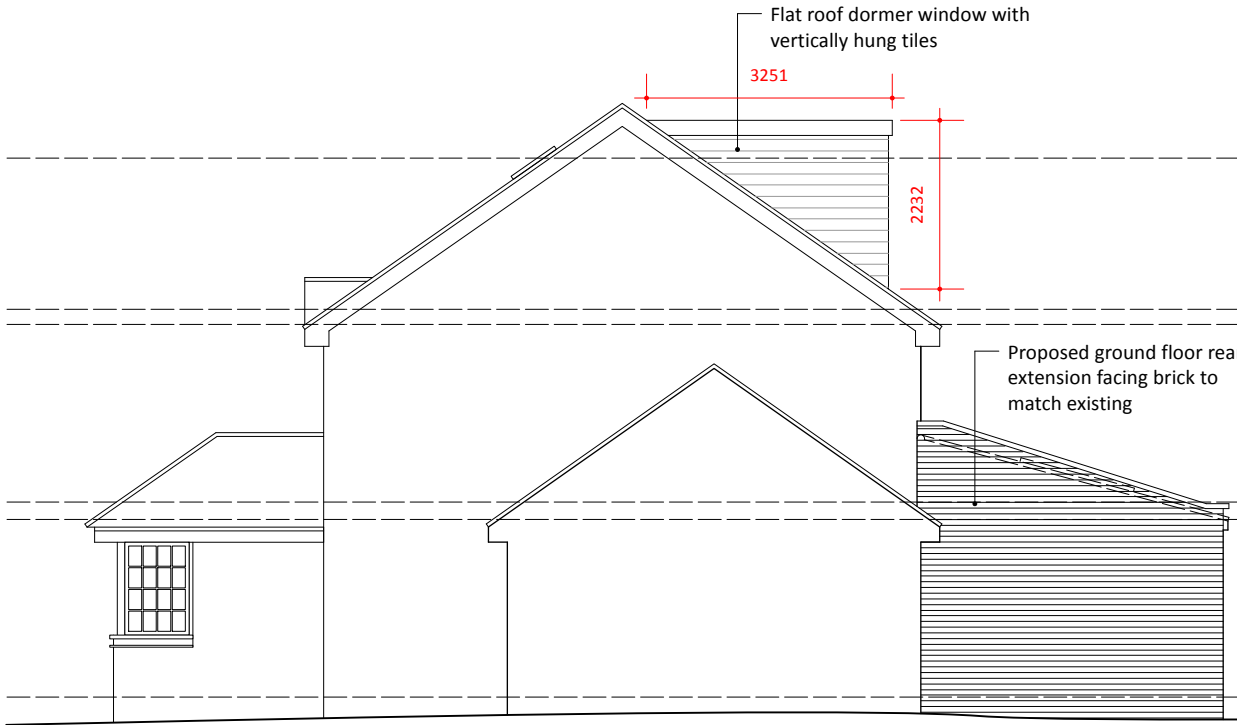 Flat roof dormer window with
vertically hung tiles
3251
2232
Proposed ground floor rea
extension facing brick to
match existing